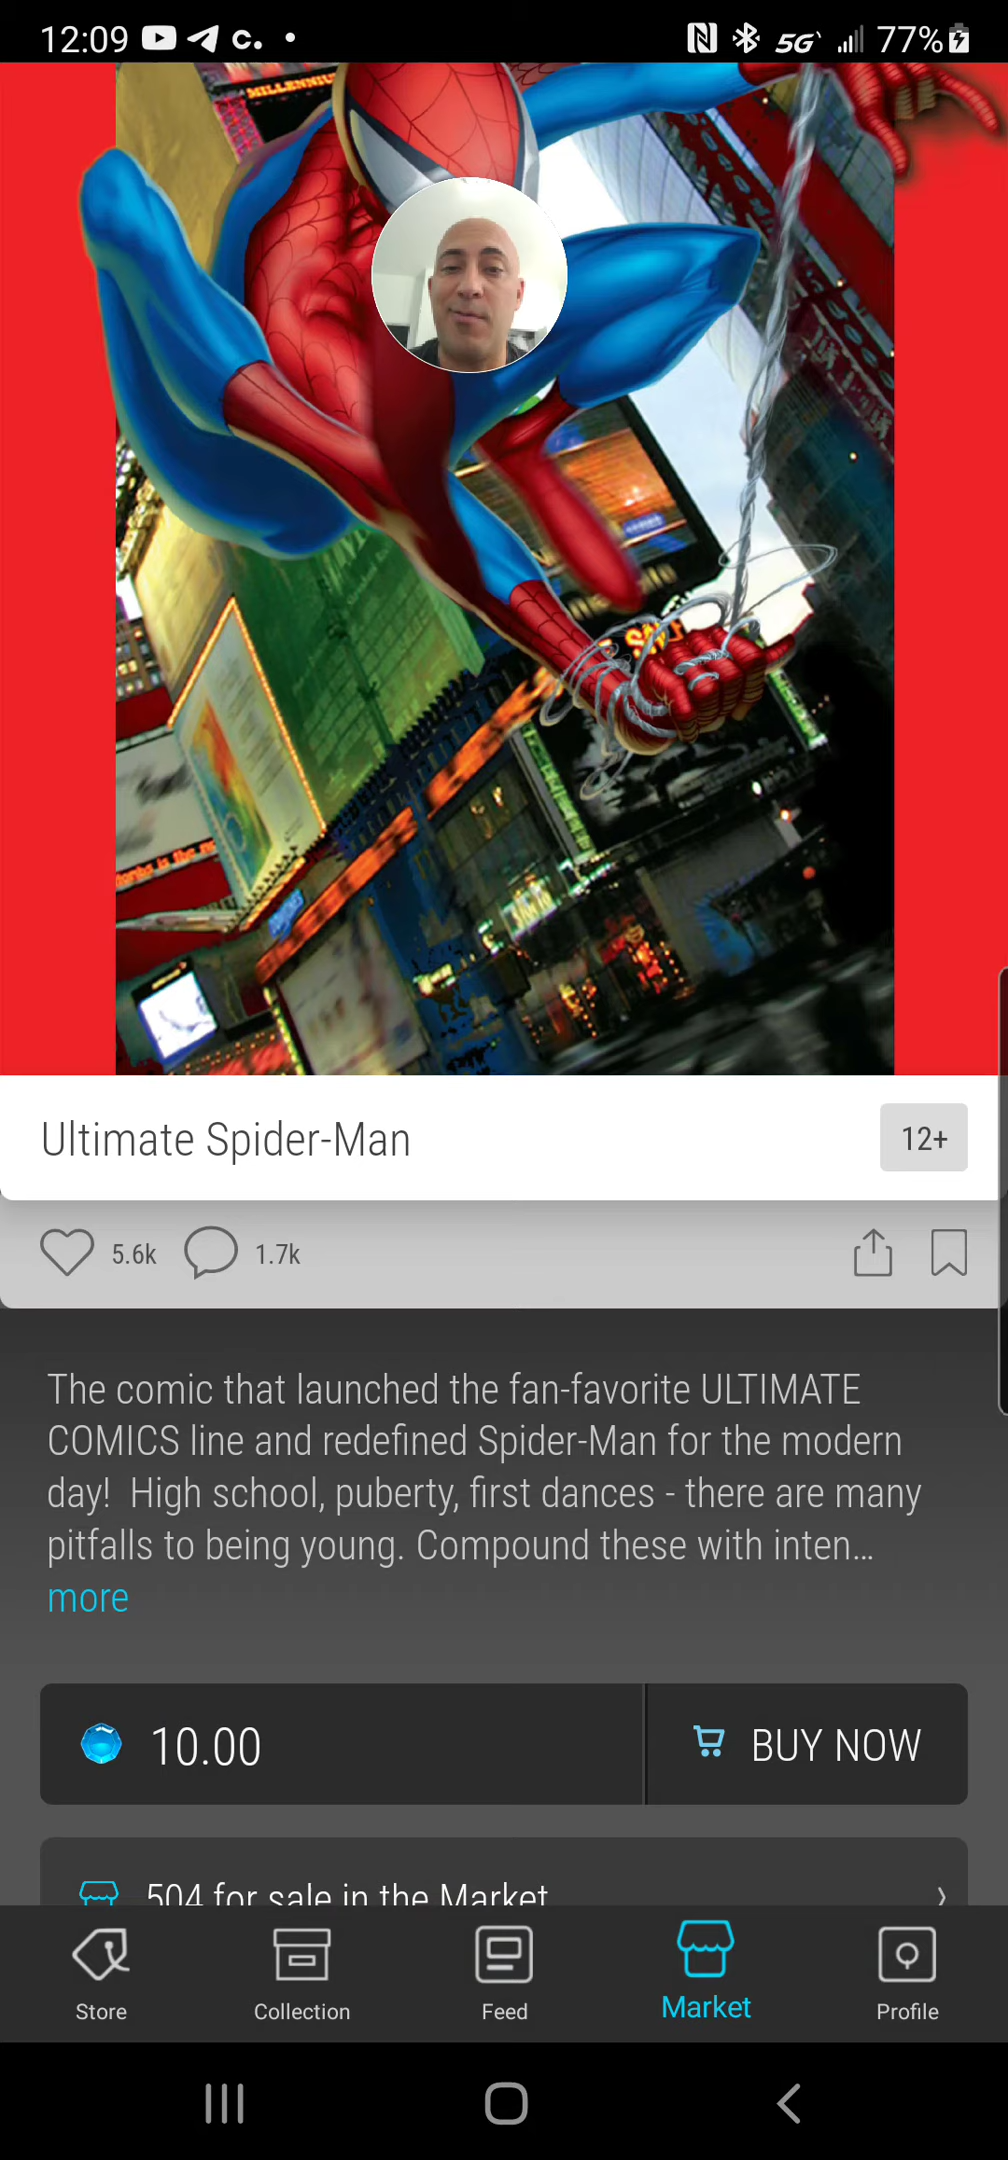 12:09
5G
77%
MILLENNIU
Ultimate Spider-Man
12+
5.6k
1.7k
The comic that launched the fan-favorite ULTIMATE
COMICS line and redefined Spider-Man for the modern
day!  High school, puberty, first dances - there are many
pitfalls to being young. Compound these with inten…
more
10.00
BUY NOW
504 for sale in the Market
Store
Collection
Feed
Market
Profile